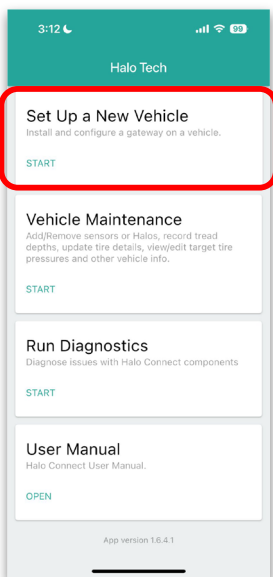 3:12
99
Halo Tech
Set Up a New Vehicle
Install and configure a gateway on a vehicle.
START
Vehicle Maintenance
Add/Remove sensors or Halos, record tread
depths, update tire details, view/edit target tire
pressures and other vehicle info.
START
Run Diagnostics
Diagnose issues with Halo Connect components
START
User Manual
Halo Connect User Manual.
OPEN
App version 1.6.4.1